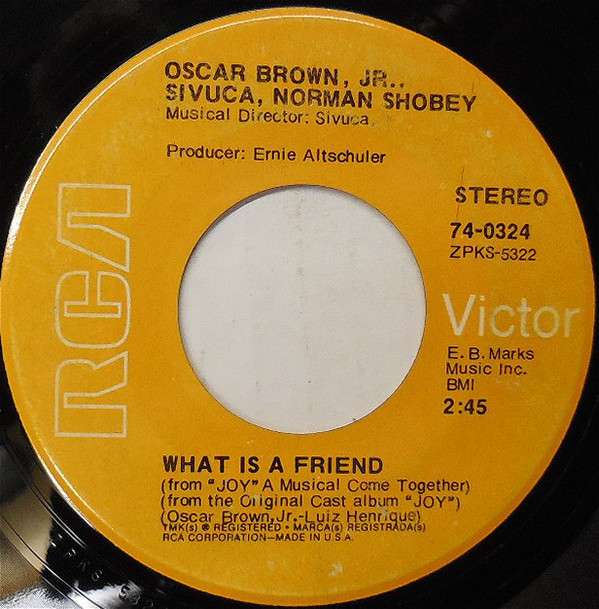 OSCAR BROWN, JR.,
SIVUCA, NORMAN SHOBEY
Musical Director: Sivuca
Producer: Ernie Altschuler
STEREO
74-0324
ZPKS-5322
RCA
Victor
E. B. Marks
Music Inc.
BMI
2:45
WHAT IS A FRIEND
(from "JOY" A Musical Come Together)
(from the Original Cast album "JOY")
(Oscar Brown, Jr.-Luiz Henrique)
TMK(s) ® REGISTERED • MARCA(s) REGISTRADA(s)
RCA CORPORATION—MADE IN U.S.A.